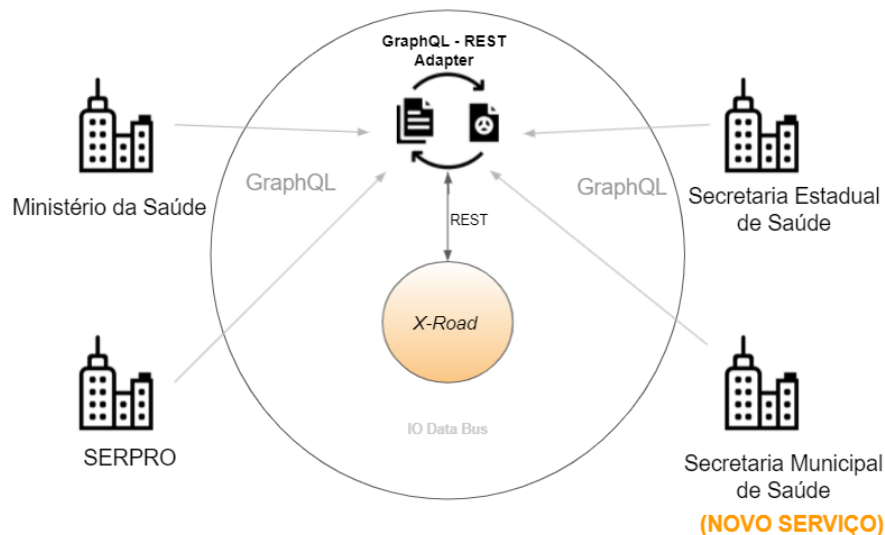 GraphQL - REST
Adapter
GraphQL
GraphQL
Ministério da Saúde
Secretaria Estadual
de Saúde
REST
X-Road
IO Data Bus
SERPRO
Secretaria Municipal
de Saúde
(NOVO SERVIÇO)